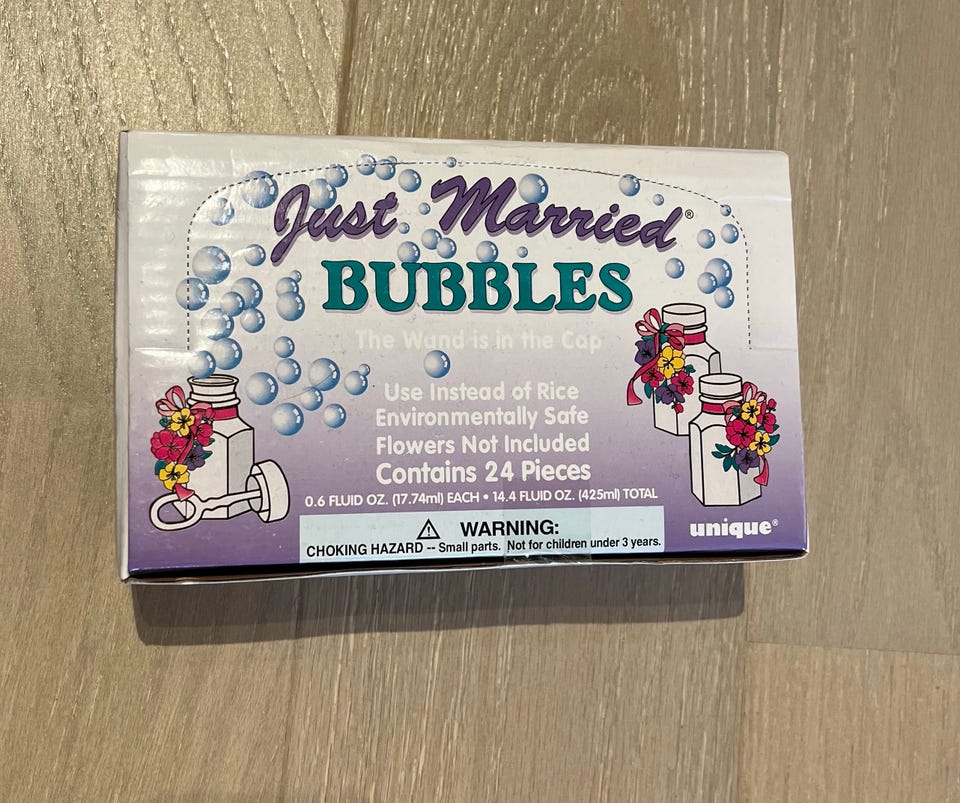 Just Married®
BUBBLES
The Wand is in the Cap
Use Instead of Rice
Environmentally Safe
Flowers Not Included
Contains 24 Pieces
0.6 FLUID OZ. (17.74ml) EACH • 14.4 FLUID OZ. (425ml) TOTAL
WARNING:
CHOKING HAZARD -- Small parts. Not for children under 3 years.
unique®